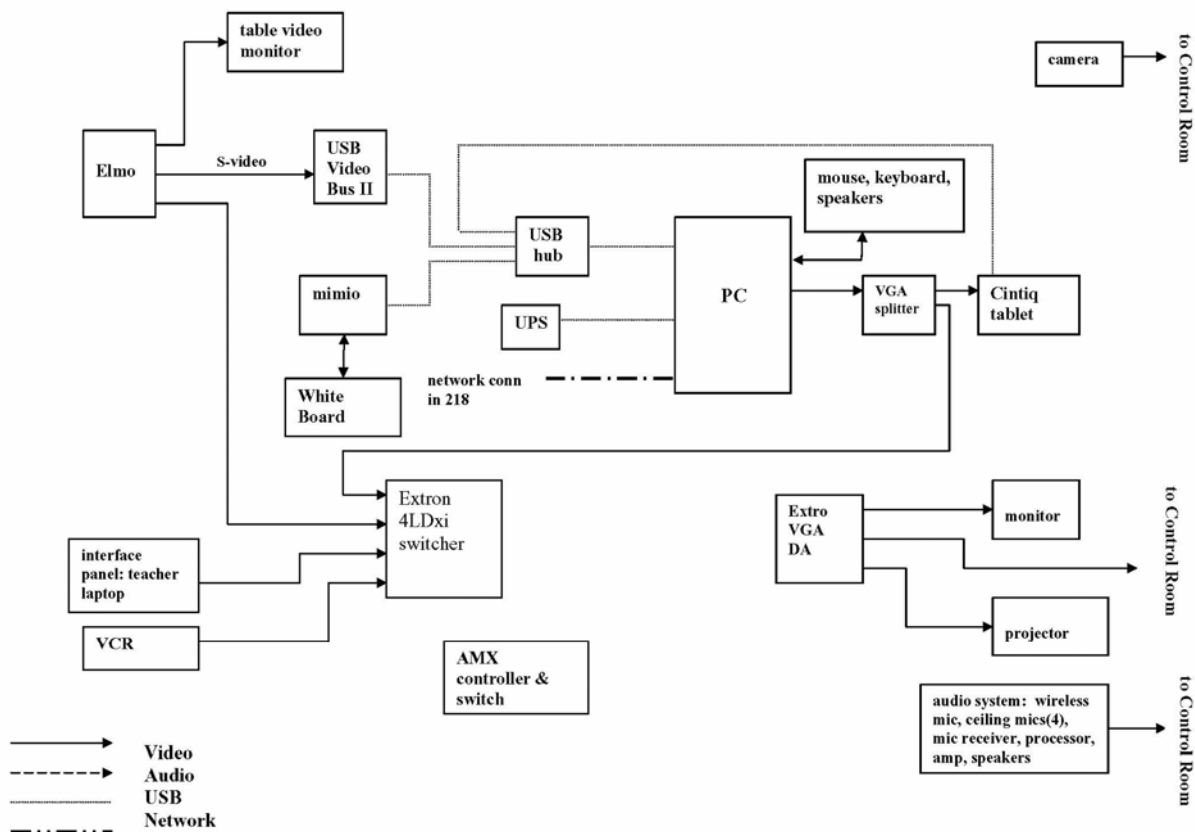 table video
monitor
to Control Room
camera
Elmo
S-video
USB
Video
Bus II
mouse, keyboard,
speakers
USB
hub
mimio
UPS
PC
VGA
splitter
Cintiq
tablet
White
Board
network conn
in 218
Extron
4LDxi
switcher
Extro
VGA
DA
monitor
to Control Room
interface
panel: teacher
laptop
VCR
projector
AMX
controller &
switch
audio system: wireless
mic, ceiling mics(4),
mic receiver, processor,
amp, speakers
to Control Room
Video
Audio
USB
Network